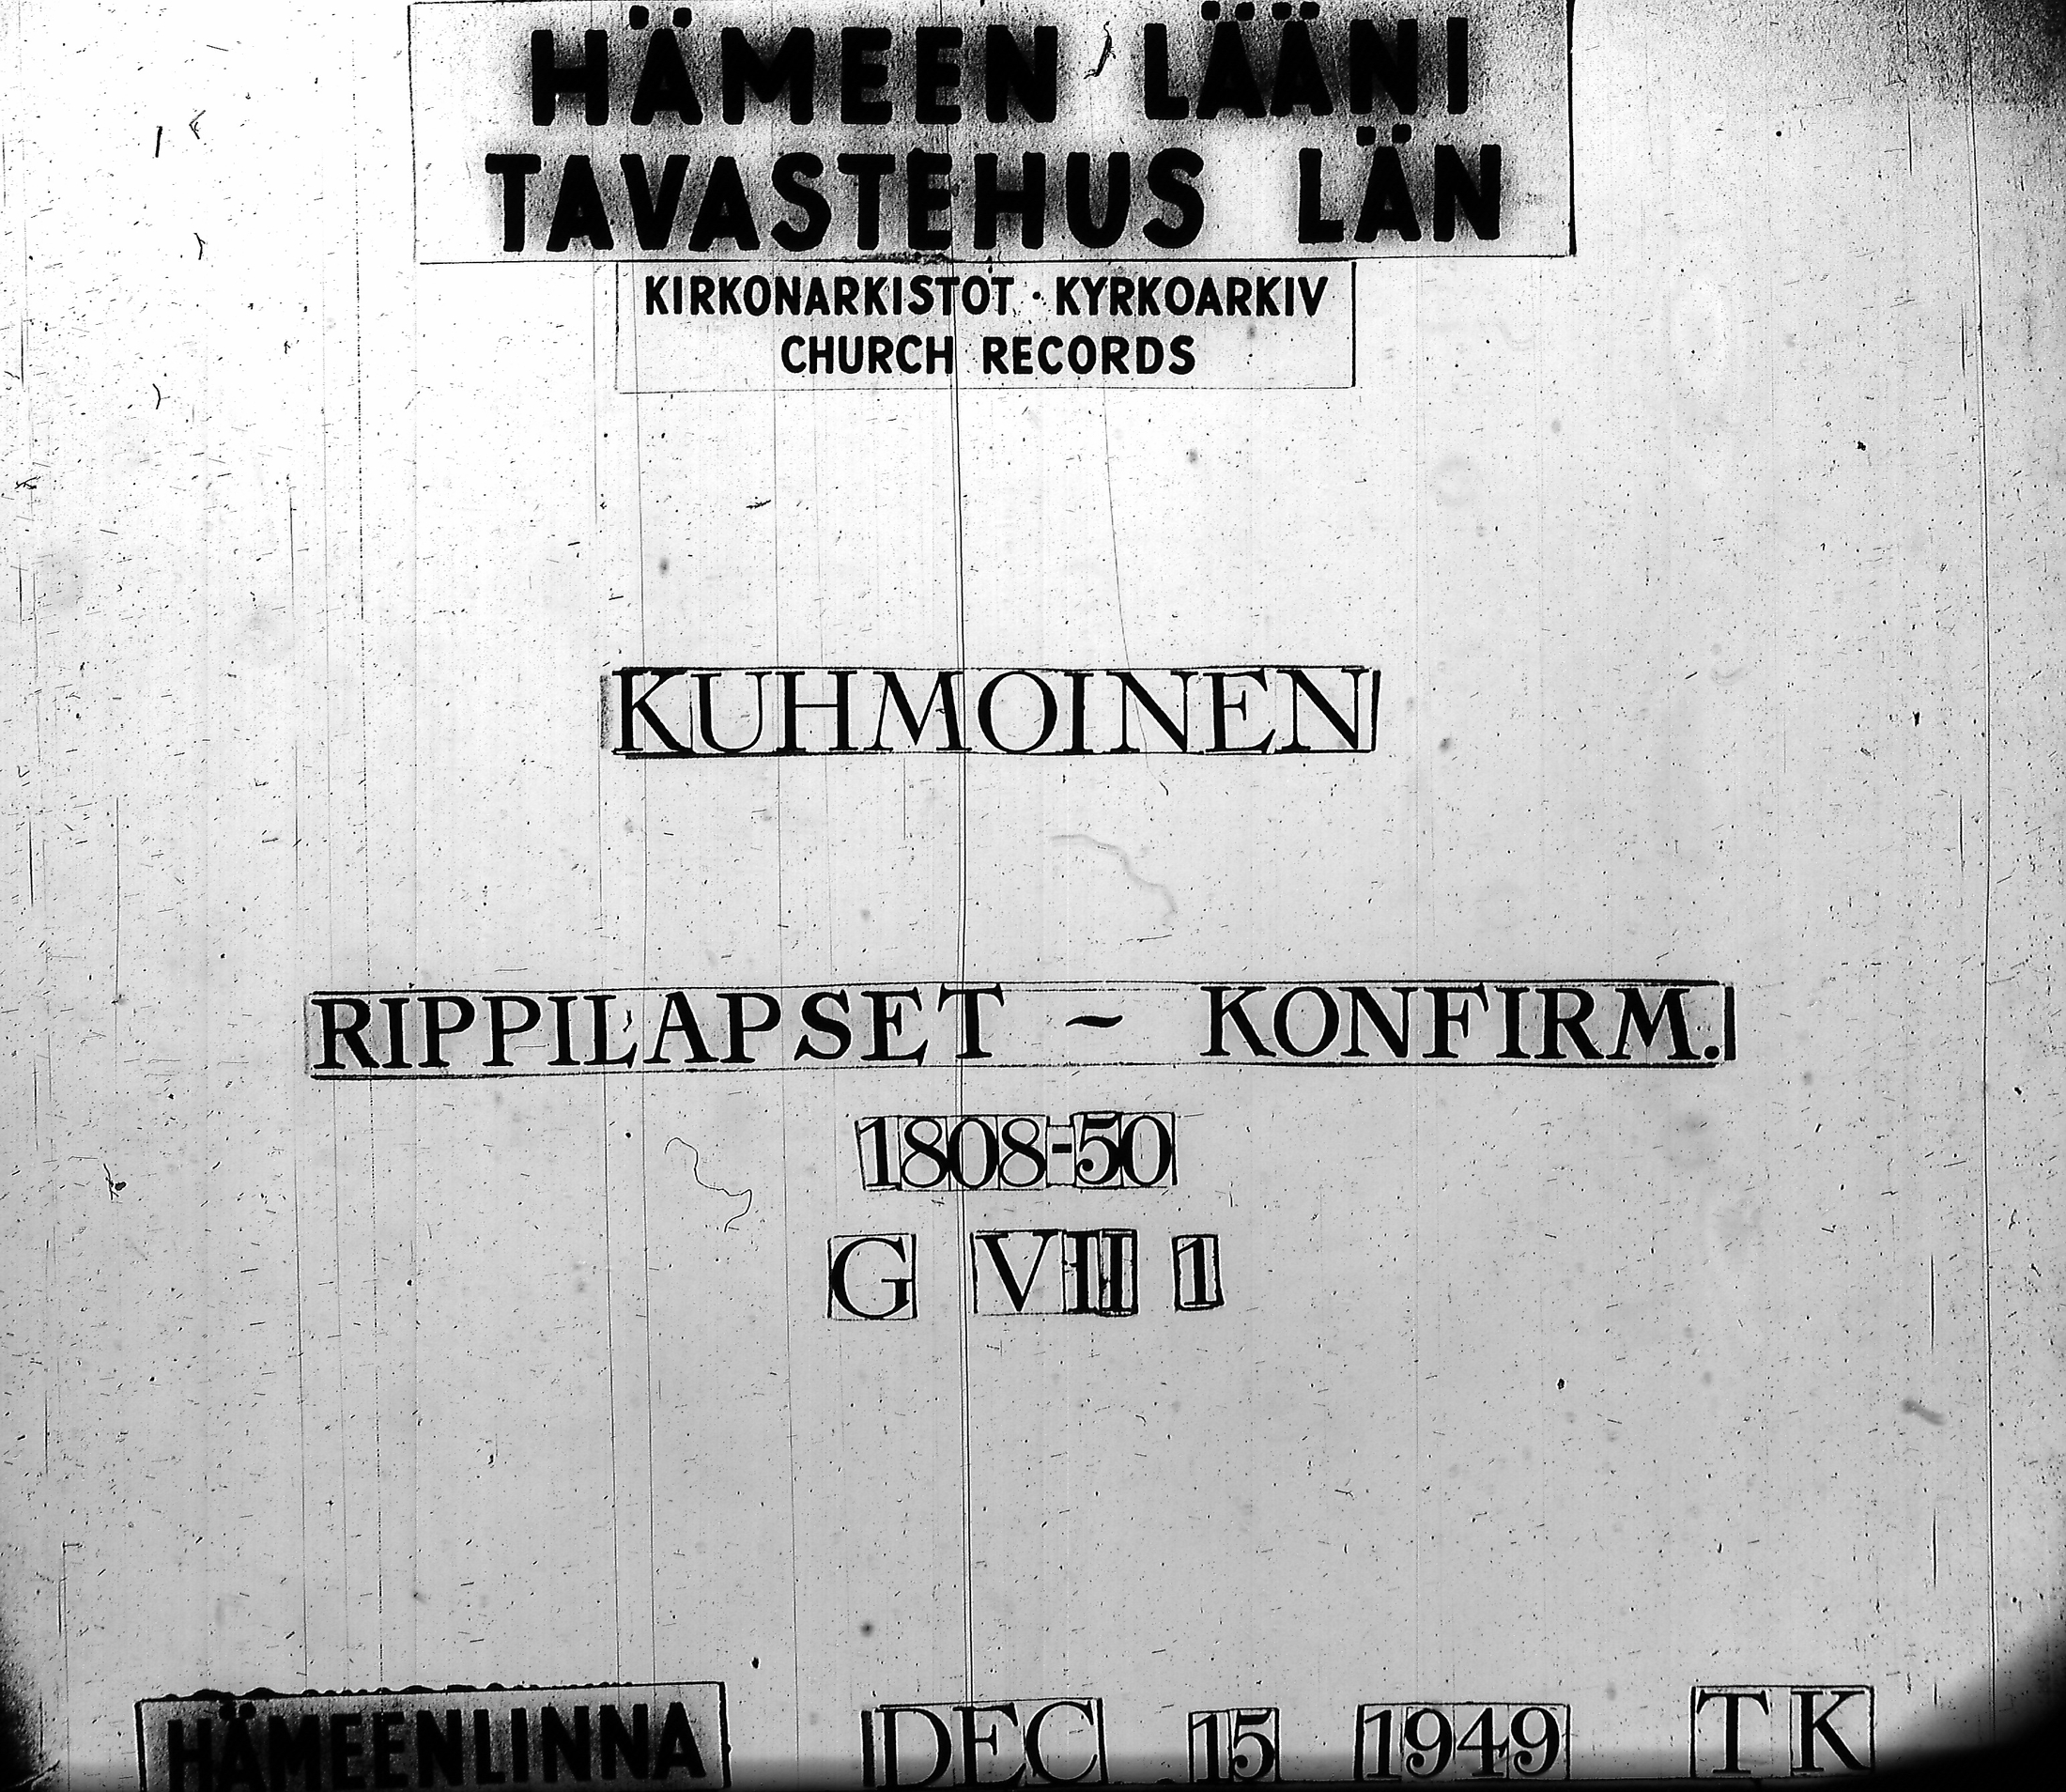 HÄMEEN LÄÄNI
TAVASTEHUS LÄN
KIRKONARKISTOT · KYRKOARKIV
CHURCH RECORDS
KUHMOINEN
RIPPILAPSET - KONFIRM.
1808-50
G VII 1
HÄMEENLINNA DEC 15 1949 TK